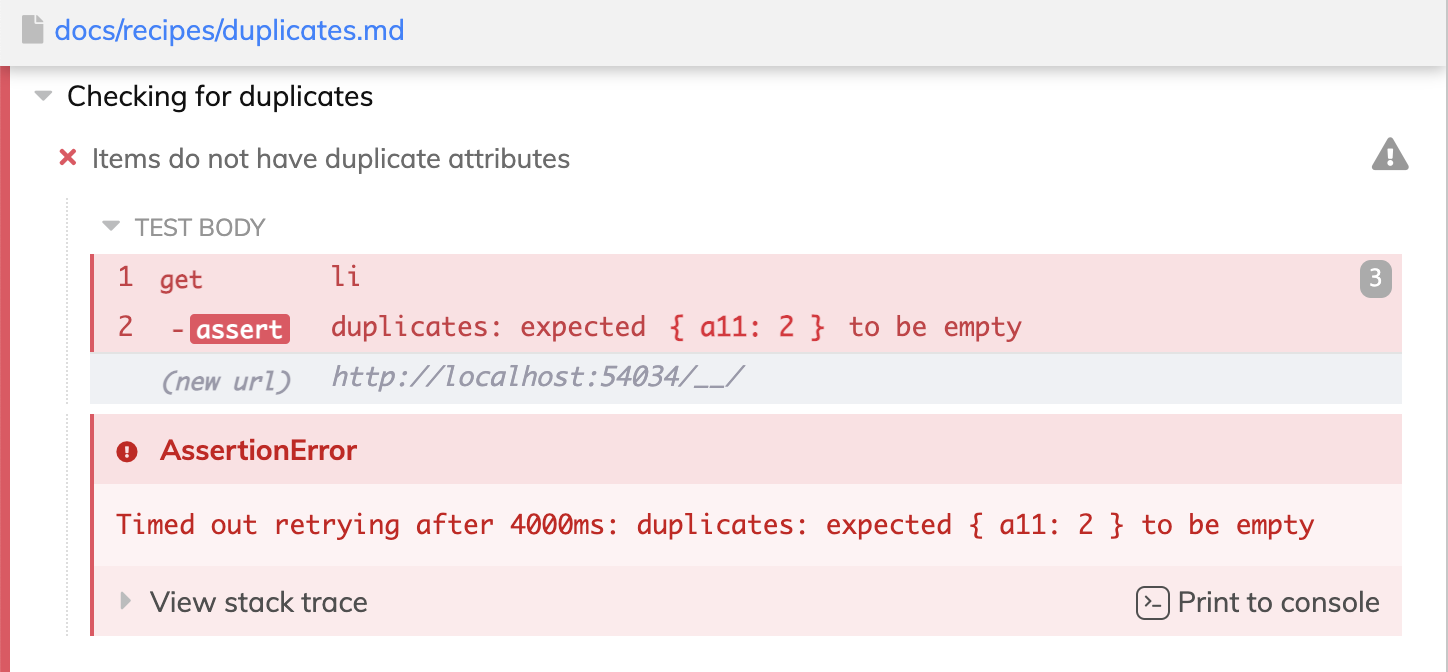 docs/recipes/duplicates.md
Checking for duplicates
Items do not have duplicate attributes
TEST BODY
1 get li 3
2 -assert duplicates: expected { a11: 2 } to be empty
(new url) http://localhost:54034/__/
AssertionError
Timed out retrying after 4000ms: duplicates: expected { a11: 2 } to be empty
View stack trace Print to console